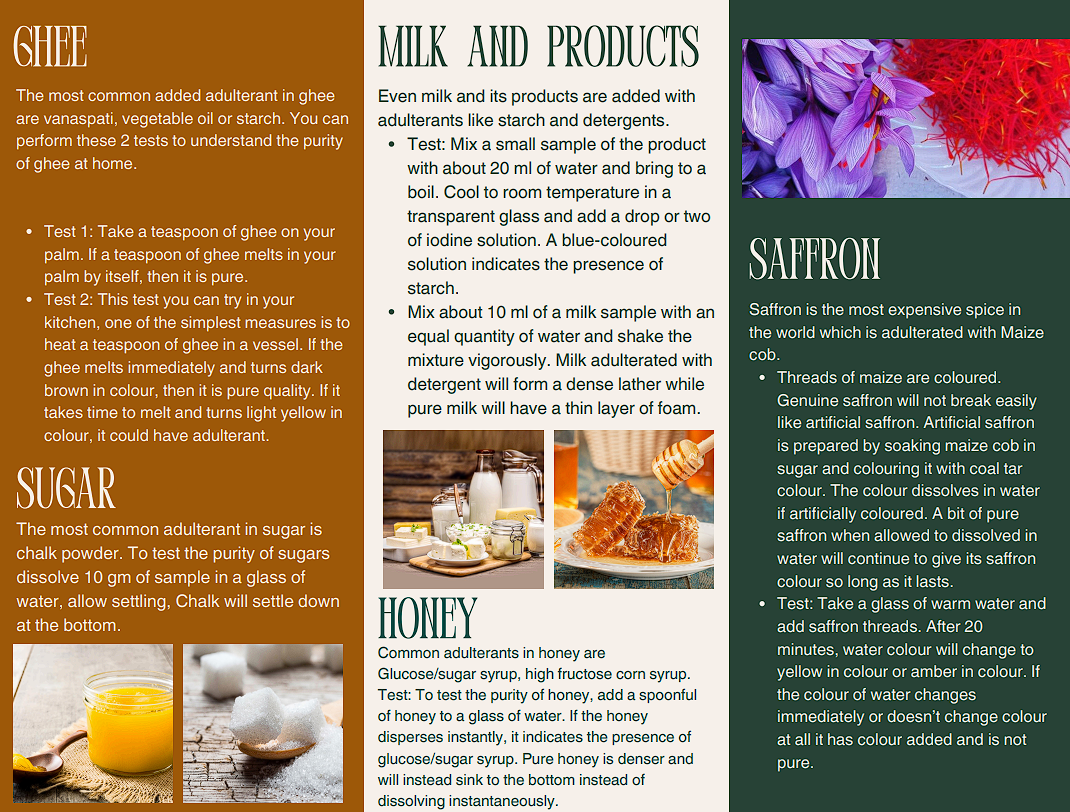 GHEE
The most common added adulterant in ghee
are vanaspati, vegetable oil or starch. You can
perform these 2 tests to understand the purity
of ghee at home.
• Test 1: Take a teaspoon of ghee on your
palm. If a teaspoon of ghee melts in your
palm by itself, then it is pure.
• Test 2: This test you can try in your
kitchen, one of the simplest measures is to
heat a teaspoon of ghee in a vessel. If the
ghee melts immediately and turns dark
brown in colour, then it is pure quality. If it
takes time to melt and turns light yellow in
colour, it could have adulterant.
SUGAR
The most common adulterant in sugar is
chalk powder. To test the purity of sugars
dissolve 10 gm of sample in a glass of
water, allow settling, Chalk will settle down
at the bottom.
MILK AND PRODUCTS
Even milk and its products are added with
adulterants like starch and detergents.
• Test: Mix a small sample of the product
with about 20 ml of water and bring to a
boil. Cool to room temperature in a
transparent glass and add a drop or two
of iodine solution. A blue-coloured
solution indicates the presence of
starch.
• Mix about 10 ml of a milk sample with an
equal quantity of water and shake the
mixture vigorously. Milk adulterated with
detergent will form a dense lather while
pure milk will have a thin layer of foam.
HONEY
Common adulterants in honey are
Glucose/sugar syrup, high fructose corn syrup.
Test: To test the purity of honey, add a spoonful
of honey to a glass of water. If the honey
disperses instantly, it indicates the presence of
glucose/sugar syrup. Pure honey is denser and
will instead sink to the bottom instead of
dissolving instantaneously.
SAFFRON
Saffron is the most expensive spice in
the world which is adulterated with Maize
cob.
• Threads of maize are coloured.
Genuine saffron will not break easily
like artificial saffron. Artificial saffron
is prepared by soaking maize cob in
sugar and colouring it with coal tar
colour. The colour dissolves in water
if artificially coloured. A bit of pure
saffron when allowed to dissolved in
water will continue to give its saffron
colour so long as it lasts.
• Test: Take a glass of warm water and
add saffron threads. After 20
minutes, water colour will change to
yellow in colour or amber in colour. If
the colour of water changes
immediately or doesn't change colour
at all it has colour added and is not
pure.